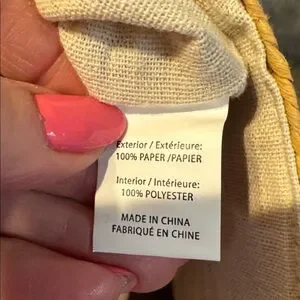 Exterior / Extérieure:
100% PAPER /PAPIER
Interior / Intérieure:
100% POLYESTER
MADE IN CHINA
FABRIQUÉ EN CHINE